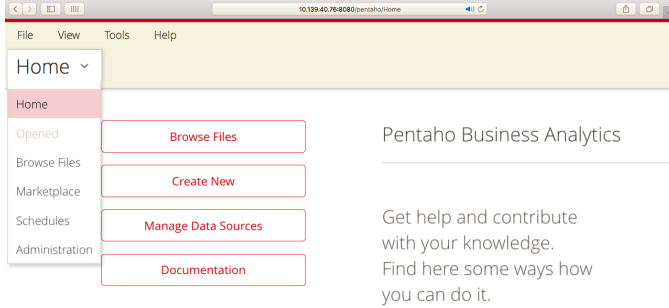 10.139.40.76:8080/pentaho/Home
File View Tools Help
Home
Home
Opened
Browse Files
Marketplace
Schedules
Administration
Browse Files
Create New
Manage Data Sources
Documentation
Pentaho Business Analytics
Get help and contribute
with your knowledge.
Find here some ways how
you can do it.